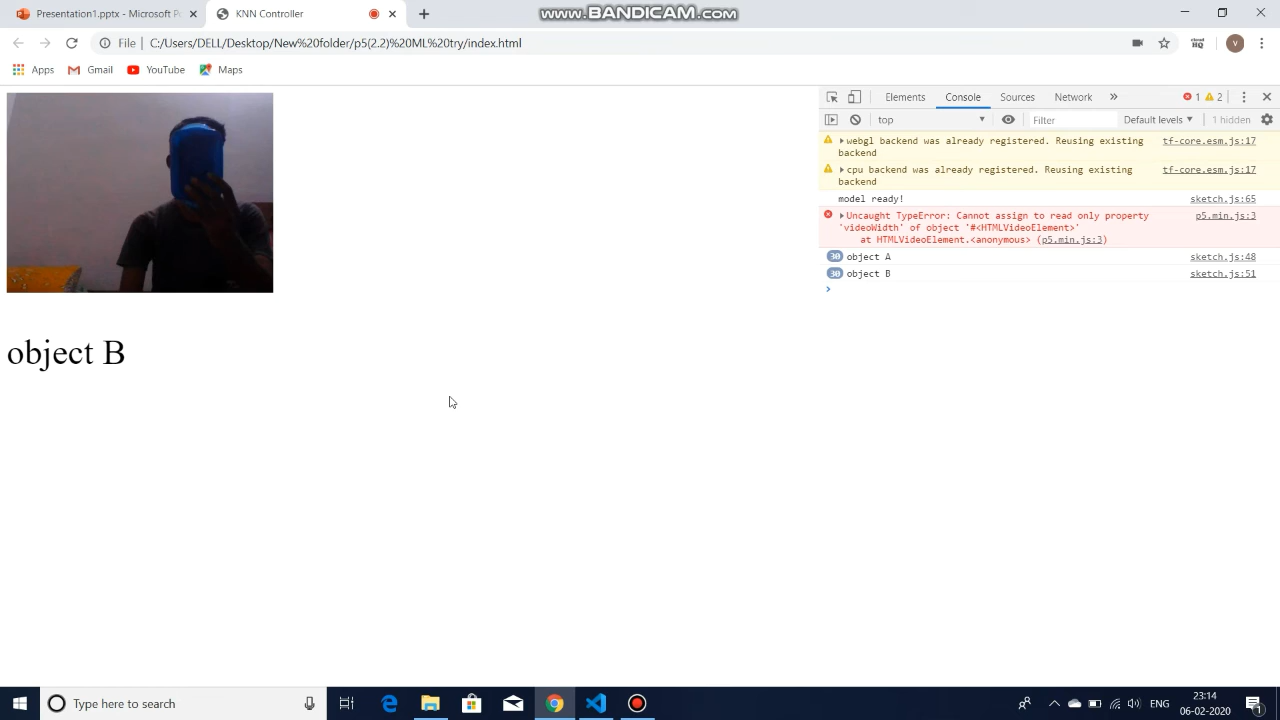 www.BANDICAM.com
Presentation1.pptx - Microsoft P
KNN Controller
File
C:/Users/DELL/Desktop/New%20folder/p5(2.2)%20ML%20try/index.html
cloud
HQ
V
Apps
Gmail
YouTube
Maps
Elements
Console
Sources
Network
»
1
2
top
Filter
Default levels
1 hidden
webgl backend was already registered. Reusing existing
backend
tf-core.esm.js:17
cpu backend was already registered. Reusing existing
backend
tf-core.esm.js:17
model ready!
sketch.js:65
Uncaught TypeError: Cannot assign to read only property
'videoWidth' of object '#<HTMLVideoElement>'
at HTMLVideoElement.<anonymous> (p5.min.js:3)
p5.min.js:3
30 object A
sketch.js:48
30 object B
sketch.js:51
object B
Type here to search
ENG
23:14
06-02-2020
1